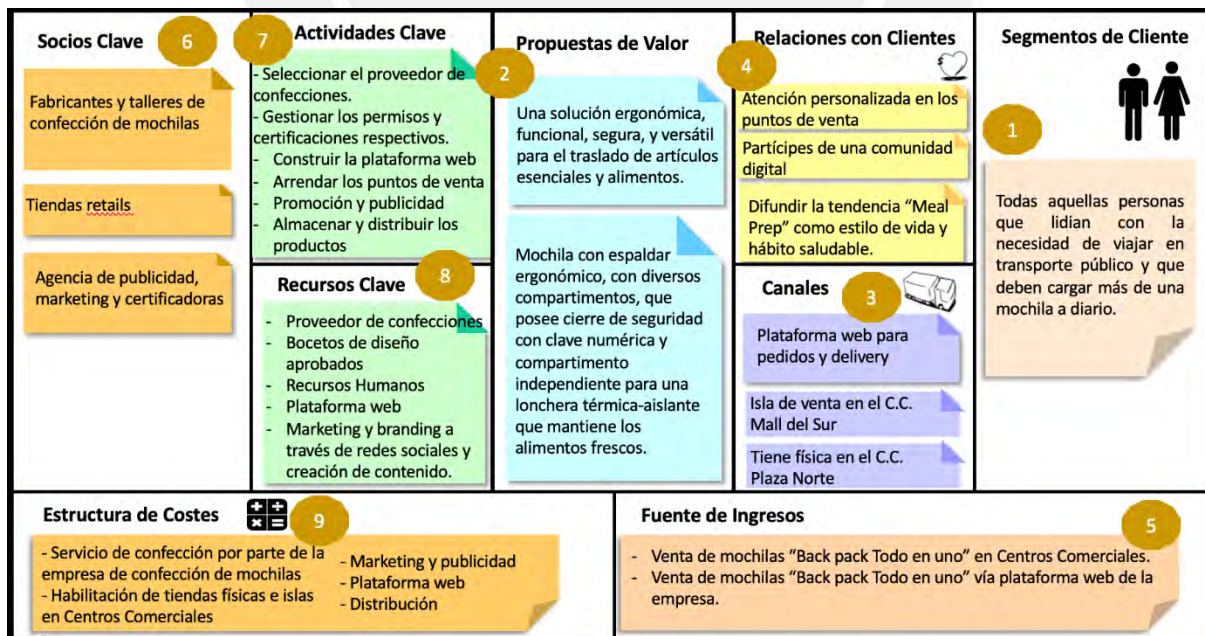 Socios Clave
6
Fabricantes y talleres de
confección de mochilas
Tiendas retails
Agencia de publicidad,
marketing y certificadoras
7
Actividades Clave
- Seleccionar el proveedor de
confecciones.
- Gestionar los permisos y
certificaciones respectivos.
- Construir la plataforma web
- Arrendar los puntos de venta
- Promoción y publicidad
- Almacenar y distribuir los
productos
Recursos Clave
8
- Proveedor de confecciones
- Bocetos de diseño
aprobados
- Recursos Humanos
- Plataforma web
- Marketing y branding a
través de redes sociales y
creación de contenido.
Propuestas de Valor
2
Una solución ergonómica,
funcional, segura, y versátil
para el traslado de artículos
esenciales y alimentos.
Mochila con espaldar
ergonómico, con diversos
compartimentos, que
posee cierre de seguridad
con clave numérica y
compartimento
independiente para una
lonchera térmica-aislante
que mantiene los
alimentos frescos.
Relaciones con Clientes
$
4
Atención personalizada en los
puntos de venta
Partícipes de una comunidad
digital
Difundir la tendencia “Meal
Prep” como estilo de vida y
hábito saludable.
Canales
3
Plataforma web para
pedidos y delivery
Isla de venta en el C.C.
Mall del Sur
Tiene física en el C.C.
Plaza Norte
Segmentos de Cliente
1
Todas aquellas personas
que lidian con la
necesidad de viajar en
transporte público y que
deben cargar más de una
mochila a diario.
Estructura de Costes
9
- Servicio de confección por parte de la
empresa de confección de mochilas
- Habilitación de tiendas físicas e islas
en Centros Comerciales
- Marketing y publicidad
- Plataforma web
- Distribución
Fuente de Ingresos
5
- Venta de mochilas “Back pack Todo en uno” en Centros Comerciales.
- Venta de mochilas “Back pack Todo en uno” vía plataforma web de la
empresa.